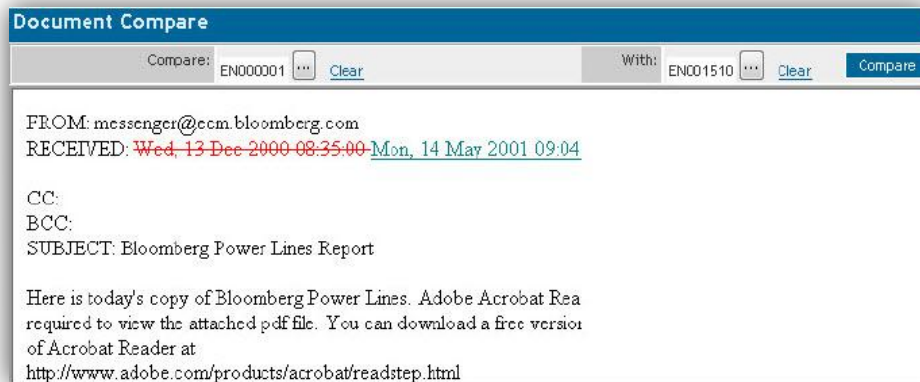 Document Compare
Compare: EN000001 ... Clear With: EN001510 ... Clear Compare
FROM: messenger@ecm.bloomberg.com
RECEIVED: Wed, 13 Dec 2000 08:35:00 Mon, 14 May 2001 09:04
CC:
BCC:
SUBJECT: Bloomberg Power Lines Report
Here is today's copy of Bloomberg Power Lines. Adobe Acrobat Rea
required to view the attached pdf file. You can download a free version
of Acrobat Reader at
http://www.adobe.com/products/acrobat/readstep.html